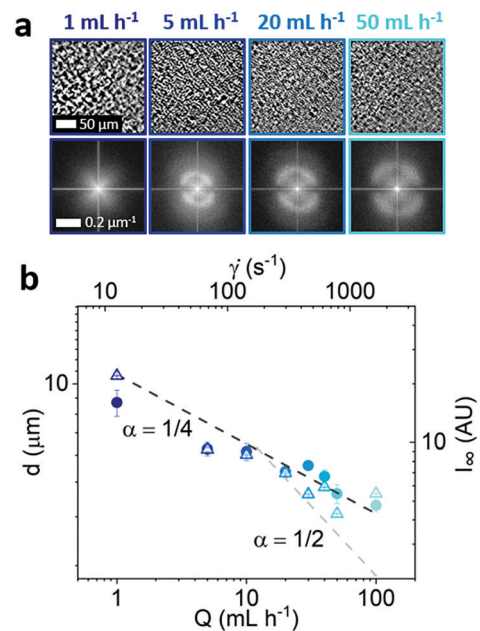 a
1 mL h⁻¹ 5 mL h⁻¹ 20 mL h⁻¹ 50 mL h⁻¹
50 µm
0.2 µm⁻¹
b
γ̇ (s⁻¹)
10 100 1000
10
d (µm)
α = 1/4
α = 1/2
10
I∞ (AU)
1 10 100
Q (mL h⁻¹)